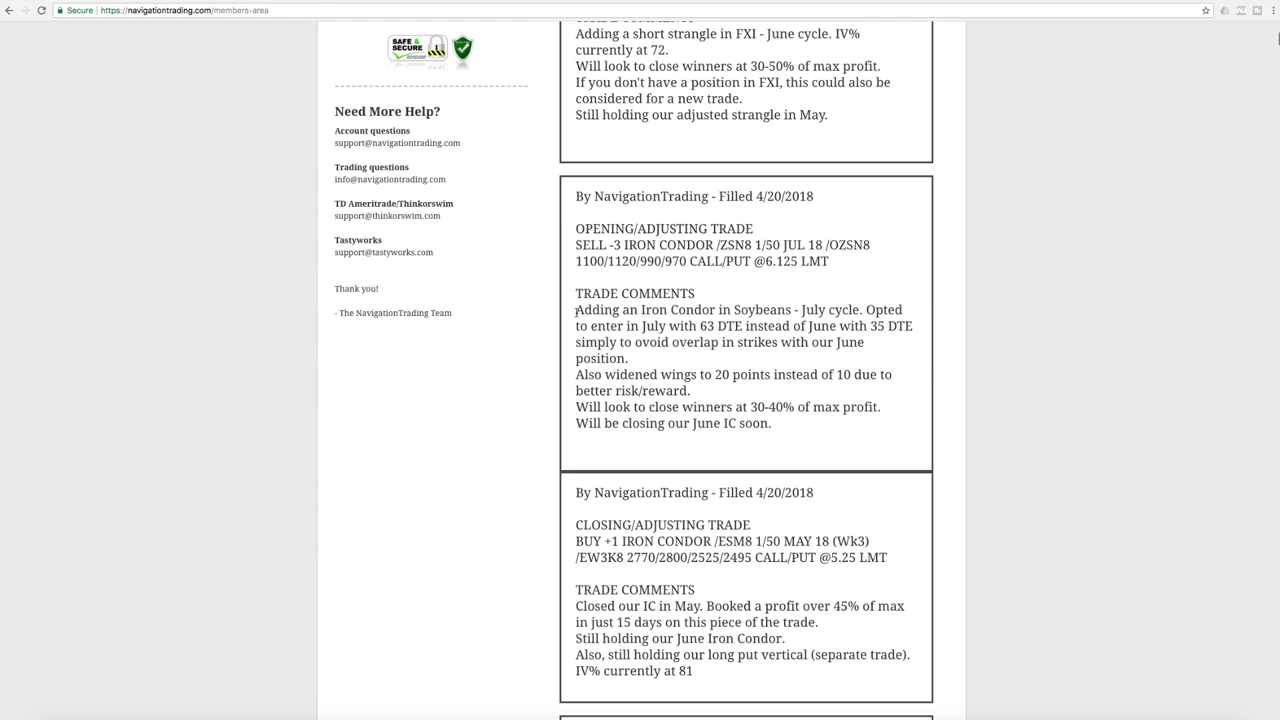 Secure | https://navigationtrading.com/members-area
SAFE &
SECURE
Need More Help?
Account questions
support@navigationtrading.com
Trading questions
info@navigationtrading.com
TD Ameritrade/Thinkorswim
support@thinkorswim.com
Tastyworks
support@tastyworks.com
Thank you!
- The NavigationTrading Team
Adding a short strangle in FXI - June cycle. IV%
currently at 72.
Will look to close winners at 30-50% of max profit.
If you don't have a position in FXI, this could also be
considered for a new trade.
Still holding our adjusted strangle in May.
By NavigationTrading - Filled 4/20/2018
OPENING/ADJUSTING TRADE
SELL -3 IRON CONDOR /ZSN8 1/50 JUL 18 /OZSN8
1100/1120/990/970 CALL/PUT @6.125 LMT
TRADE COMMENTS
Adding an Iron Condor in Soybeans - July cycle. Opted
to enter in July with 63 DTE instead of June with 35 DTE
simply to ovoid overlap in strikes with our June
position.
Also widened wings to 20 points instead of 10 due to
better risk/reward.
Will look to close winners at 30-40% of max profit.
Will be closing our June IC soon.
By NavigationTrading - Filled 4/20/2018
CLOSING/ADJUSTING TRADE
BUY +1 IRON CONDOR /ESM8 1/50 MAY 18 (Wk3)
/EW3K8 2770/2800/2525/2495 CALL/PUT @5.25 LMT
TRADE COMMENTS
Closed our IC in May. Booked a profit over 45% of max
in just 15 days on this piece of the trade.
Still holding our June Iron Condor.
Also, still holding our long put vertical (separate trade).
IV% currently at 81